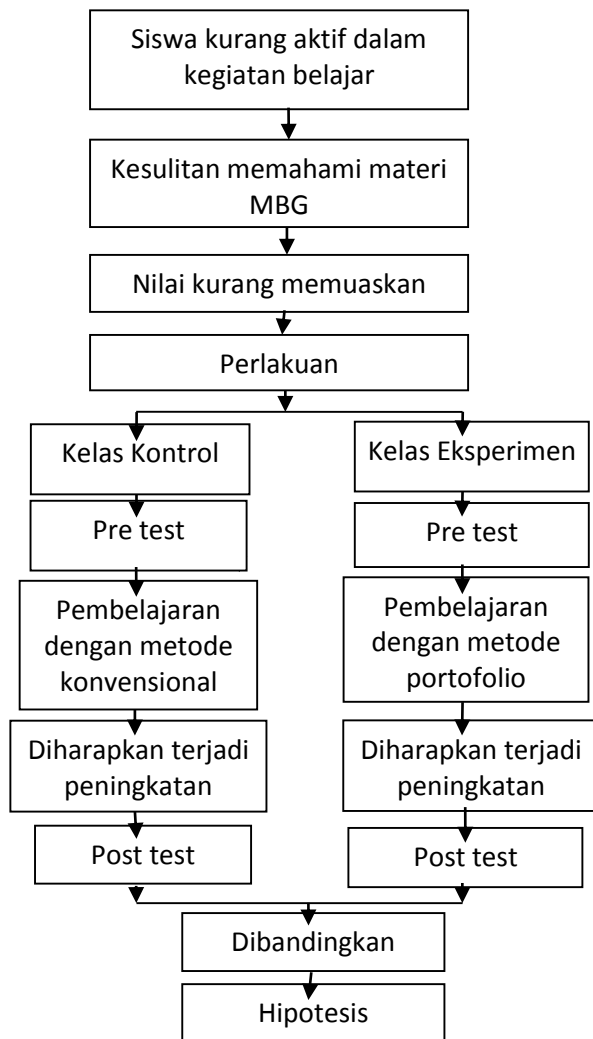 Siswa kurang aktif dalam
kegiatan belajar
Kesulitan memahami materi
MBG
Nilai kurang memuaskan
Perlakuan
Kelas Kontrol
Kelas Eksperimen
Pre test
Pre test
Pembelajaran
dengan metode
konvensional
Pembelajaran
dengan metode
portofolio
Diharapkan terjadi
peningkatan
Diharapkan terjadi
peningkatan
Post test
Post test
Dibandingkan
Hipotesis